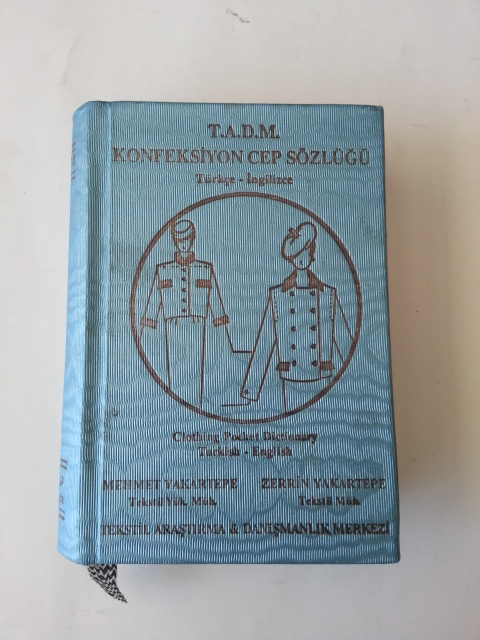 T.A.D.M.
KONFEKSİYON CEP SÖZLÜĞÜ
Türkçe - İngilizce
Clothing Pocket Dictionary
Turkish - English
MEHMET YAKARTEPE ZERRİN YAKARTEPE
Tekstil Yük. Müh. Tekstil Müh.
TEKSTİL ARAŞTIRMA & DANIŞMANLIK MERKEZİ